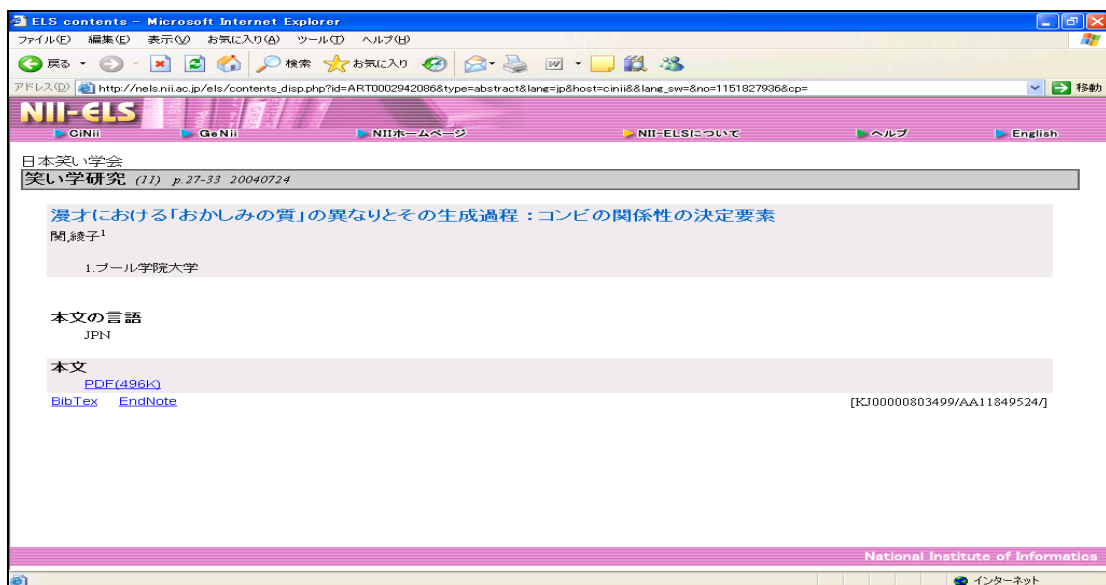 ELS contents - Microsoft Internet Explorer
ファイル(F) 編集(E) 表示(V) お気に入り(A) ツール(T) ヘルプ(H)
戻る 検索 お気に入り
アドレス(D) http://nels.nii.ac.jp/els/contents_disp.php?id=ART0002942086&type=abstract&lang=jp&host=cinii&&lang_sw=&no=1151827936&cp= 移動
NII-ELS
CiNii GeNii NIIホームページ NII-ELSについて ヘルプ English
日本笑い学会
笑い学研究 (11) p.27-33 20040724
漫才における「おかしみの質」の異なりとその生成過程 : コンビの関係性の決定要素
関,綾子1
1.プール学院大学
本文の言語
JPN
本文
PDF(496K)
BibTex EndNote [KJ00000803499/AA11849524/]
National Institute of Informatics
インターネット